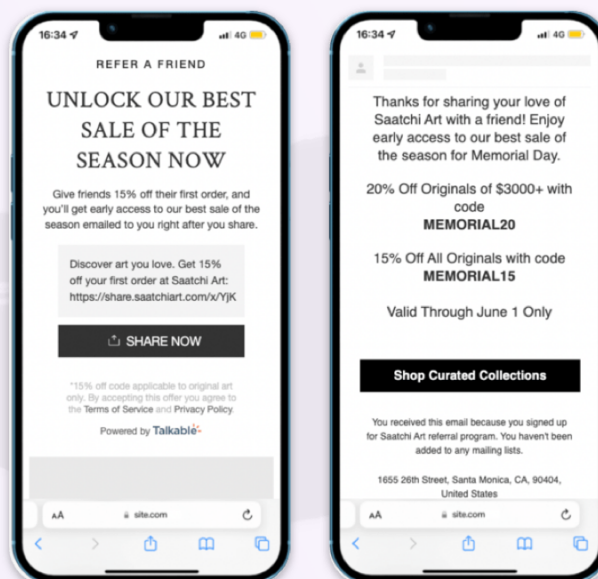 16:34
4G
REFER A FRIEND
UNLOCK OUR BEST
SALE OF THE
SEASON NOW
Give friends 15% off their first order, and
you'll get early access to our best sale of the
season emailed to you right after you share.
Discover art you love. Get 15%
off your first order at Saatchi Art:
https://share.saatchiart.com/x/YjK
SHARE NOW
*15% off code applicable to original art
only. By accepting this offer you agree to
the Terms of Service and Privacy Policy.
Powered by Talkable
AA
site.com
16:34
4G
Thanks for sharing your love of
Saatchi Art with a friend! Enjoy
early access to our best sale of
the season for Memorial Day.
20% Off Originals of $3000+ with
code
MEMORIAL20
15% Off All Originals with code
MEMORIAL15
Valid Through June 1 Only
Shop Curated Collections
You received this email because you signed up
for Saatchi Art referral program. You haven't been
added to any mailing lists.
1655 26th Street, Santa Monica, CA, 90404,
United States
AA
site.com